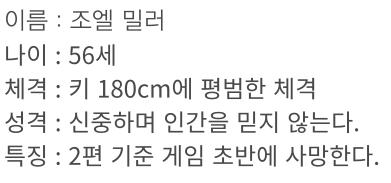 이름 : 조엘 밀러
나이 : 56세
체격 : 키 180cm에 평범한 체격
성격 : 신중하며 인간을 믿지 않는다.
특징 : 2편 기준 게임 초반에 사망한다.